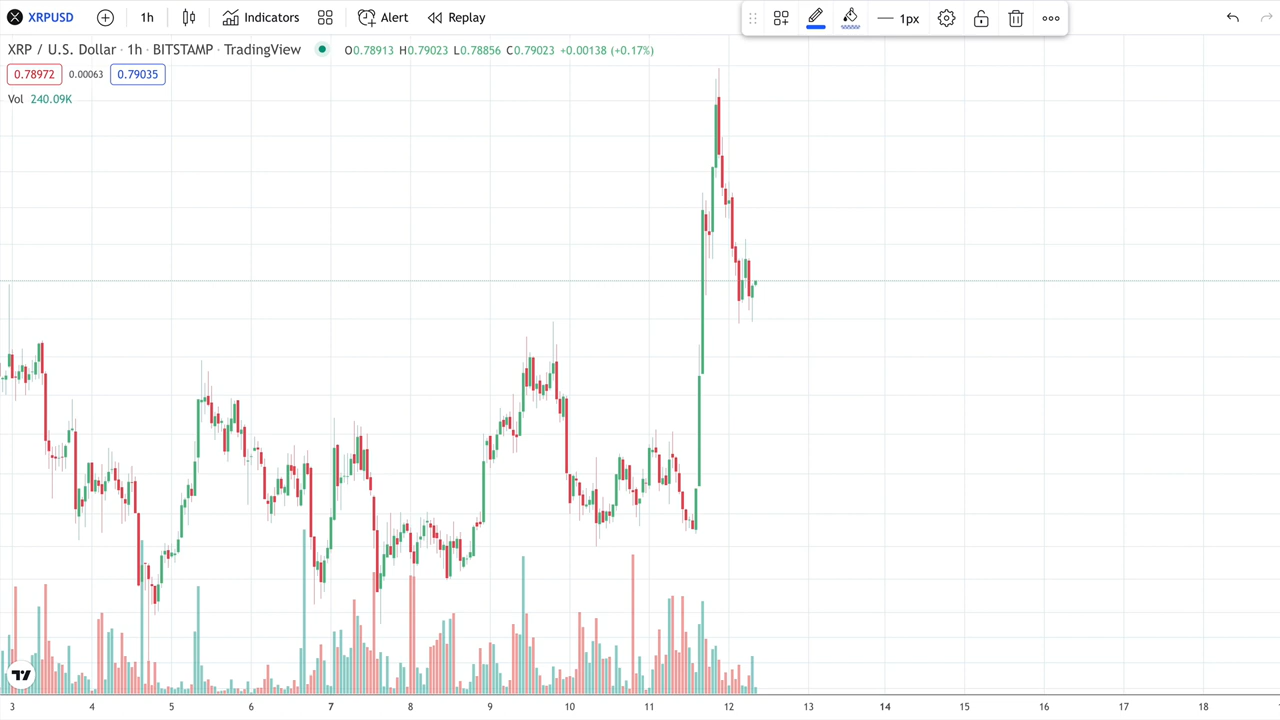 XRPUSD 1h Indicators Alert Replay 1px
XRP / U.S. Dollar · 1h · BITSTAMP · TradingView O0.78913 H0.79023 L0.78856 C0.79023 +0.00138 (+0.17%)
0.78972 0.00063 0.79035
Vol 240.09K
3 4 5 6 7 8 9 10 11 12 13 14 15 16 17 18